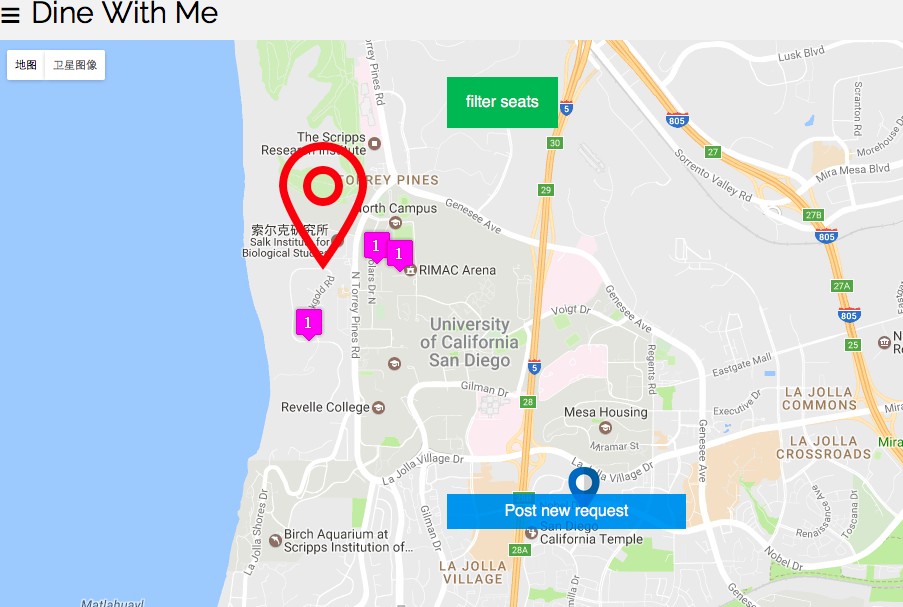 Dine With Me
地图
卫星图像
filter seats
Lusk Blvd
Scranton Rd
Morehouse D
Mira Mesa Blvd
Sorrento Valley Rd
orrey Pines Rd
The Scripps
Research Institute
TORREY PINES
North Campus
Genesee Ave
索尔克研究所
Salk Institute for
Biological Studies
RIMAC Arena
olars Dr N
N Torrey Pines Rd
5
805
30
27
29
27B
805
27A
805
25
1
1
1
Voigt Dr
Genesee Ave
University
of California
San Diego
5
Regents Rd
Eastgate Mall
Gilman Dr
28
Executive Dr
LA JOLLA
COMMONS
Revelle College
Mesa Housing
Miramar St
Genesee Ave
LA JOLLA
CROSSROADS
Mira
La Jolla Village Dr
La Jolla Village Dr
Post new request
San Diego
California Temple
La Jolla Shores Dr
Gilman Dr
Birch Aquarium at
Scripps Institution of...
28A
LA JOLLA
VILLAGE
Renaissance Ave
Toscana Dr
Nobel Dr
Matlahuayl